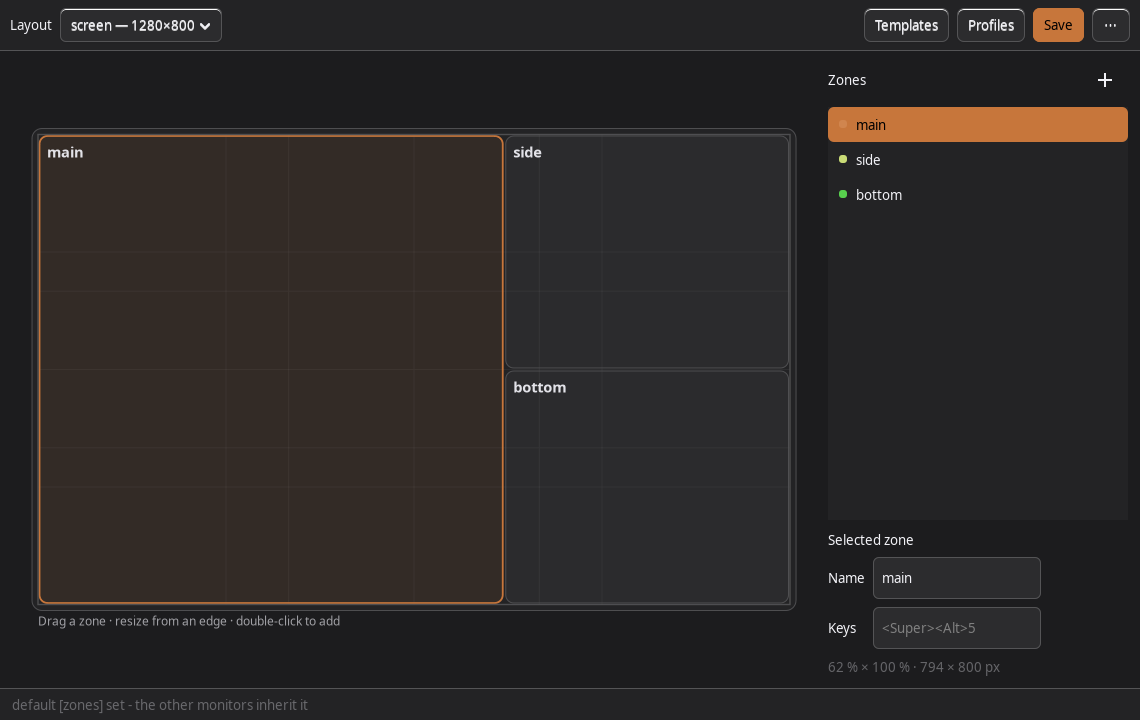 Layout
screen — 1280×800
Templates
Profiles
Save
···
Zones
main
side
bottom
main
side
bottom
Drag a zone · resize from an edge · double-click to add
Selected zone
Name
main
Keys
<Super><Alt>5
62 % × 100 % · 794 × 800 px
default [zones] set - the other monitors inherit it